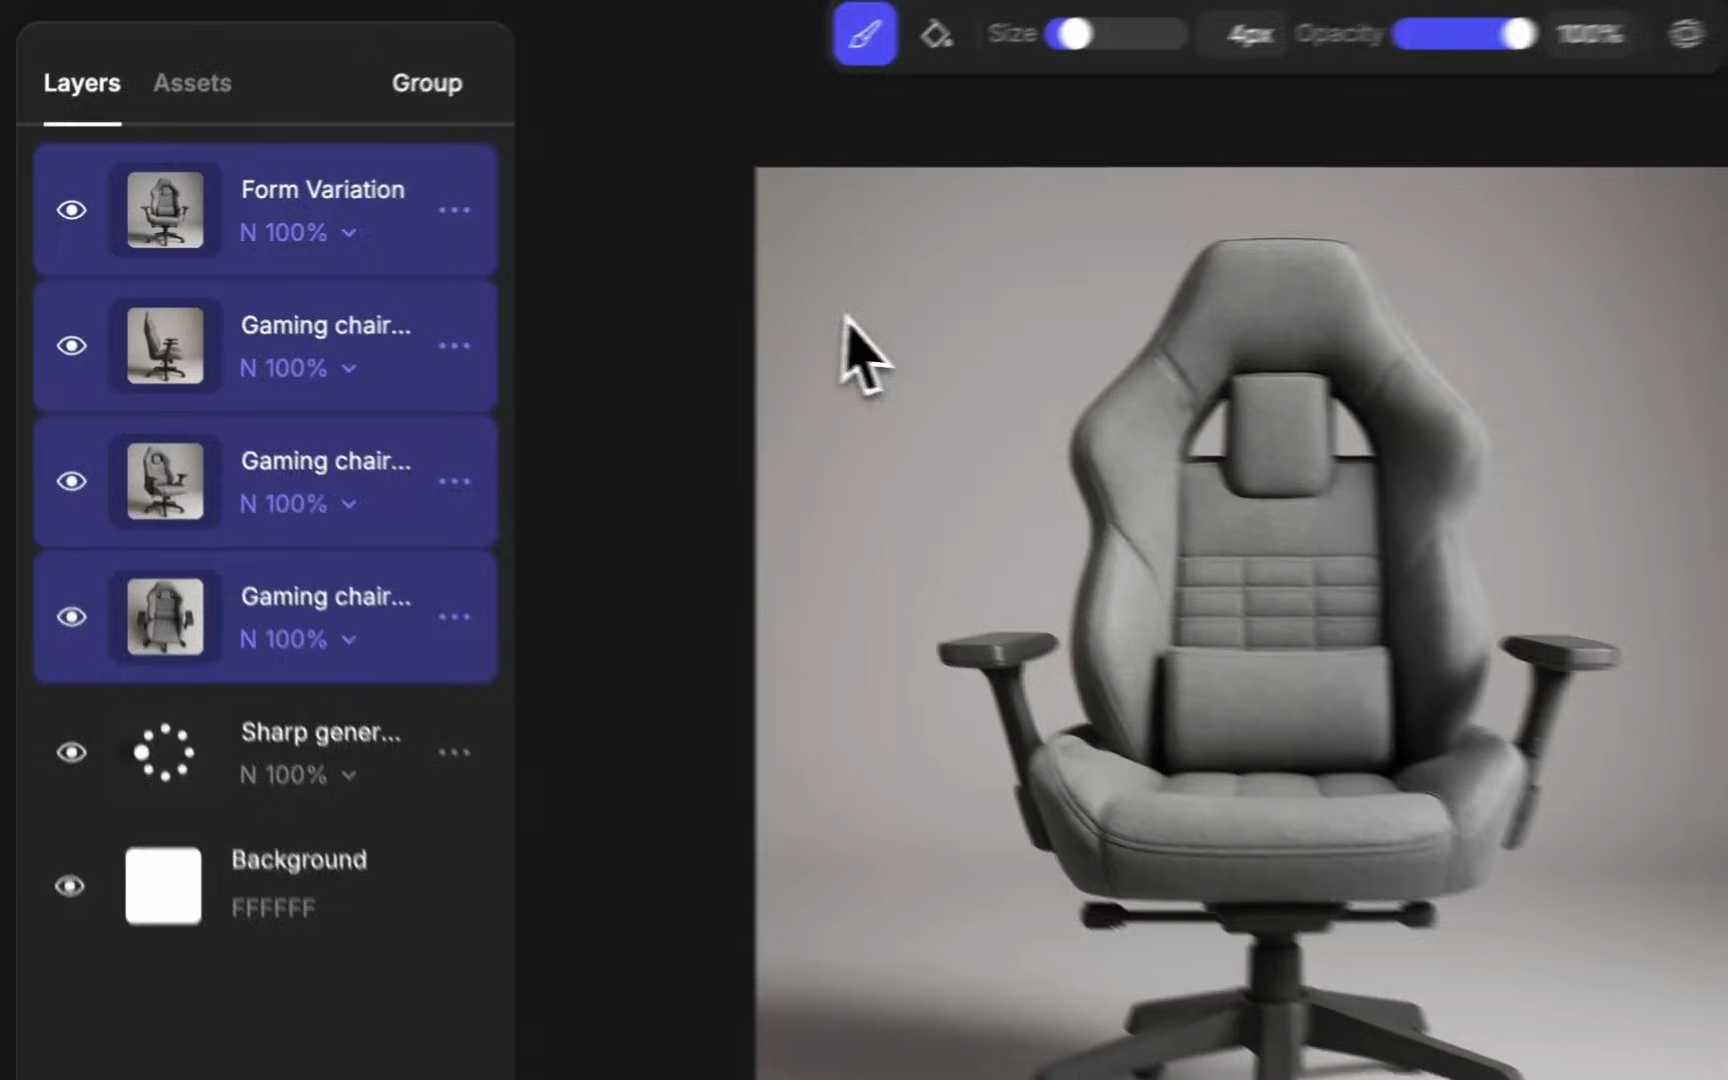 Size 4px Opacity 100%
Layers Assets Group
Form Variation
N 100%
Gaming chair...
N 100%
Gaming chair...
N 100%
Gaming chair...
N 100%
Sharp gener...
N 100%
Background
FFFFFF